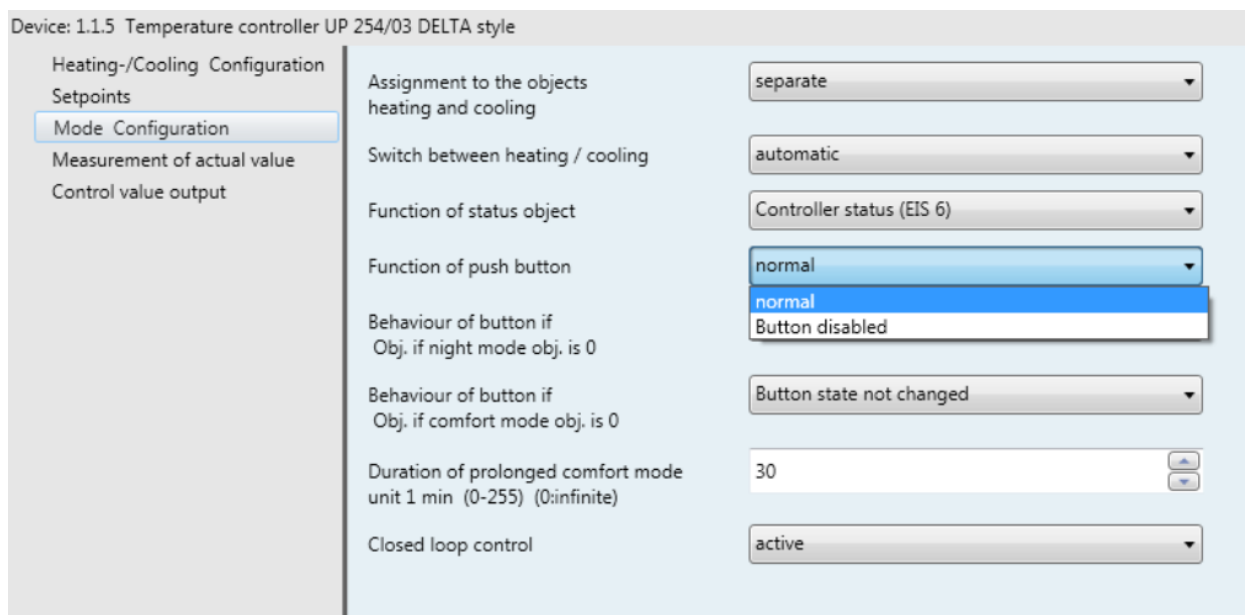 Device: 1.1.5  Temperature controller UP 254/03 DELTA style
Heating-/Cooling  Configuration
Setpoints
Mode  Configuration
Measurement of actual value
Control value output
Assignment to the objects
heating and cooling
separate
Switch between heating / cooling
automatic
Function of status object
Controller status (EIS 6)
Function of push button
normal
normal
Button disabled
Behaviour of button if
Obj. if night mode obj. is 0
Behaviour of button if
Obj. if comfort mode obj. is 0
Button state not changed
Duration of prolonged comfort mode
unit 1 min  (0-255)  (0:infinite)
30
Closed loop control
active